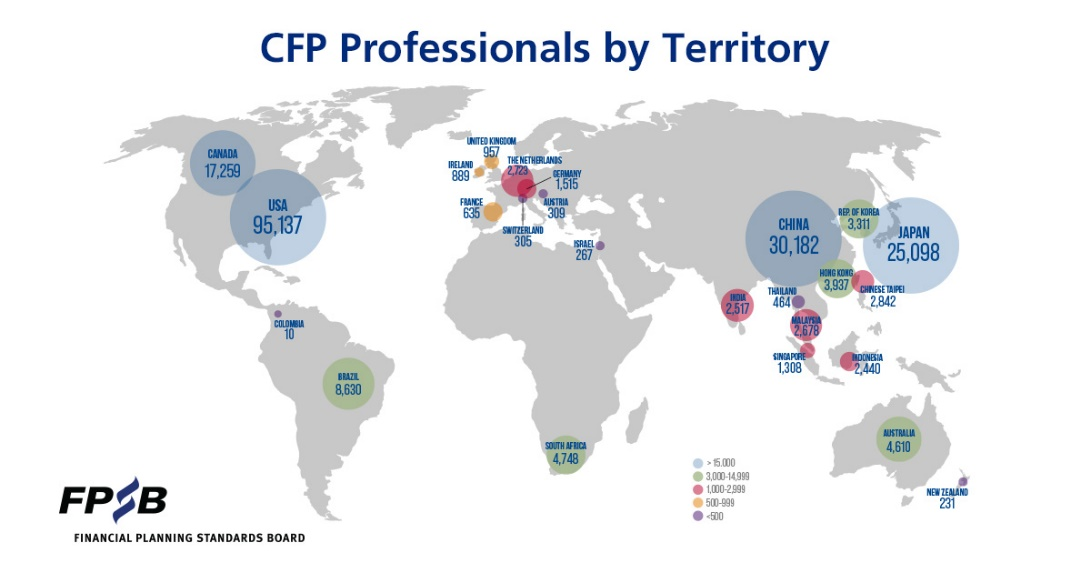 CFP Professionals by Territory
CANADA
17,259
USA
95,137
COLOMBIA
10
BRAZIL
8,630
UNITED KINGDOM
957
IRELAND
889
THE NETHERLANDS
2,723
GERMANY
1,515
FRANCE
635
AUSTRIA
309
SWITZERLAND
305
ISRAEL
267
SOUTH AFRICA
4,748
CHINA
30,182
REP. OF KOREA
3,311
JAPAN
25,098
HONG KONG
3,937
CHINESE TAIPEI
2,842
INDIA
2,517
THAILAND
464
MALAYSIA
2,678
SINGAPORE
1,308
INDONESIA
2,440
AUSTRALIA
4,610
NEW ZEALAND
231
> 15.000
3,000-14,999
1,000-2,999
500-999
<500
FPSB
FINANCIAL PLANNING STANDARDS BOARD